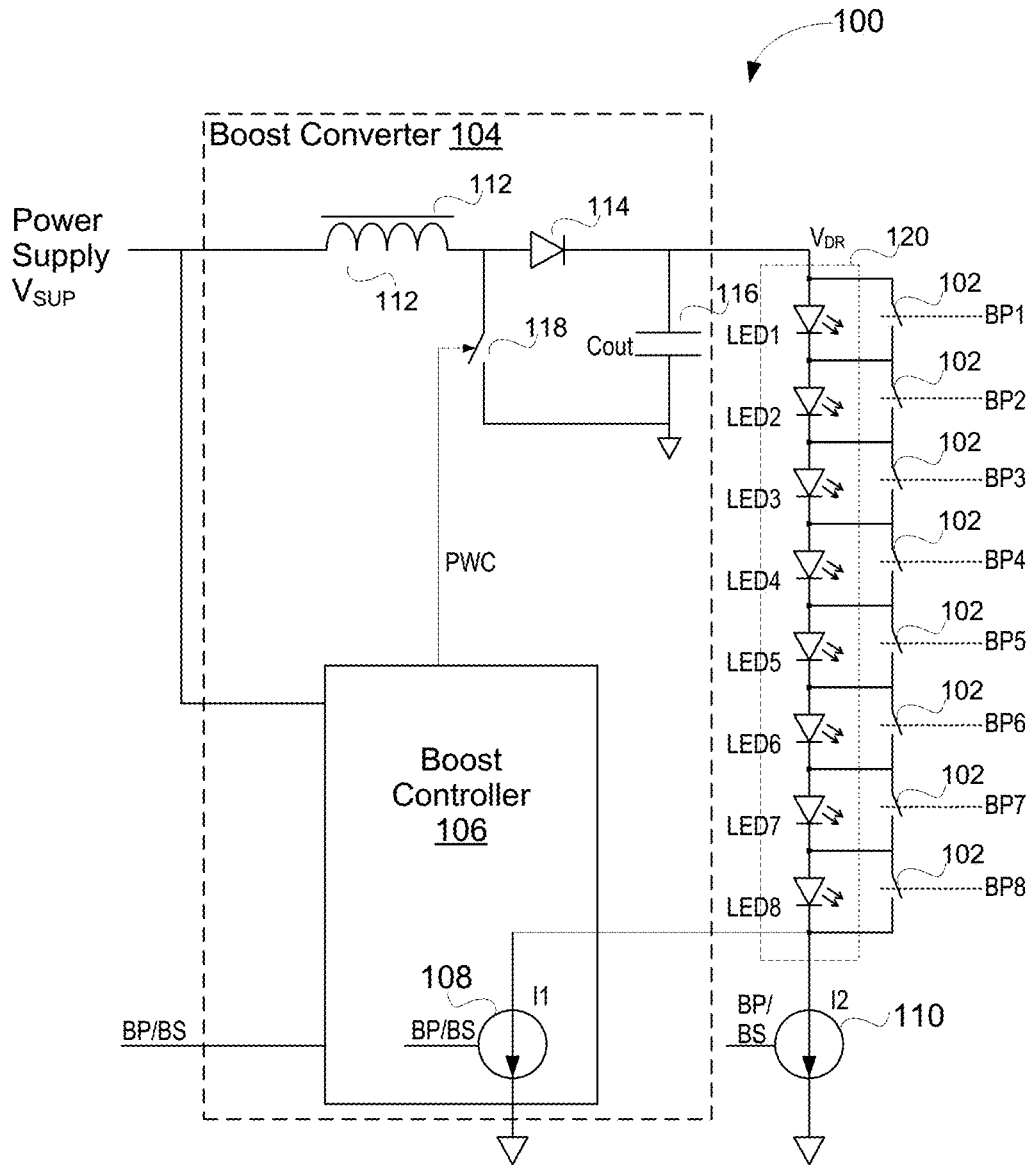 100
Boost Converter 104
112
114
Power
Supply
VSUP
112
VDR
120
118
116
Cout
LED1
102
BP1
LED2
102
BP2
LED3
102
BP3
PWC
LED4
102
BP4
LED5
102
BP5
LED6
102
BP6
Boost
Controller
106
LED7
102
BP7
LED8
102
BP8
108
I1
BP/BS
BP/BS
BP/
BS
I2
110